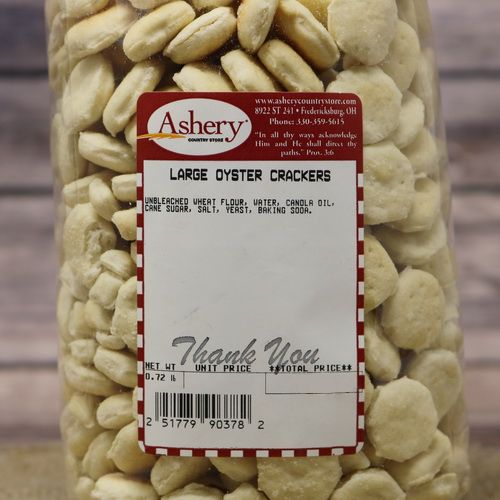 Ashery
COUNTRY STORE
www.asherycountrystore.com
8922 ST 241 • Fredericksburg, OH
Phone: 330-359-5615
"In all thy ways acknowledge
Him and He shall direct thy
paths." Prov. 3:6
LARGE OYSTER CRACKERS
UNBLEACHED WHEAT FLOUR, WATER, CANOLA OIL,
CANE SUGAR, SALT, YEAST, BAKING SODA.
Thank You
NET WT UNIT PRICE **TOTAL PRICE**
0.72 lb
2 51779 90378 2